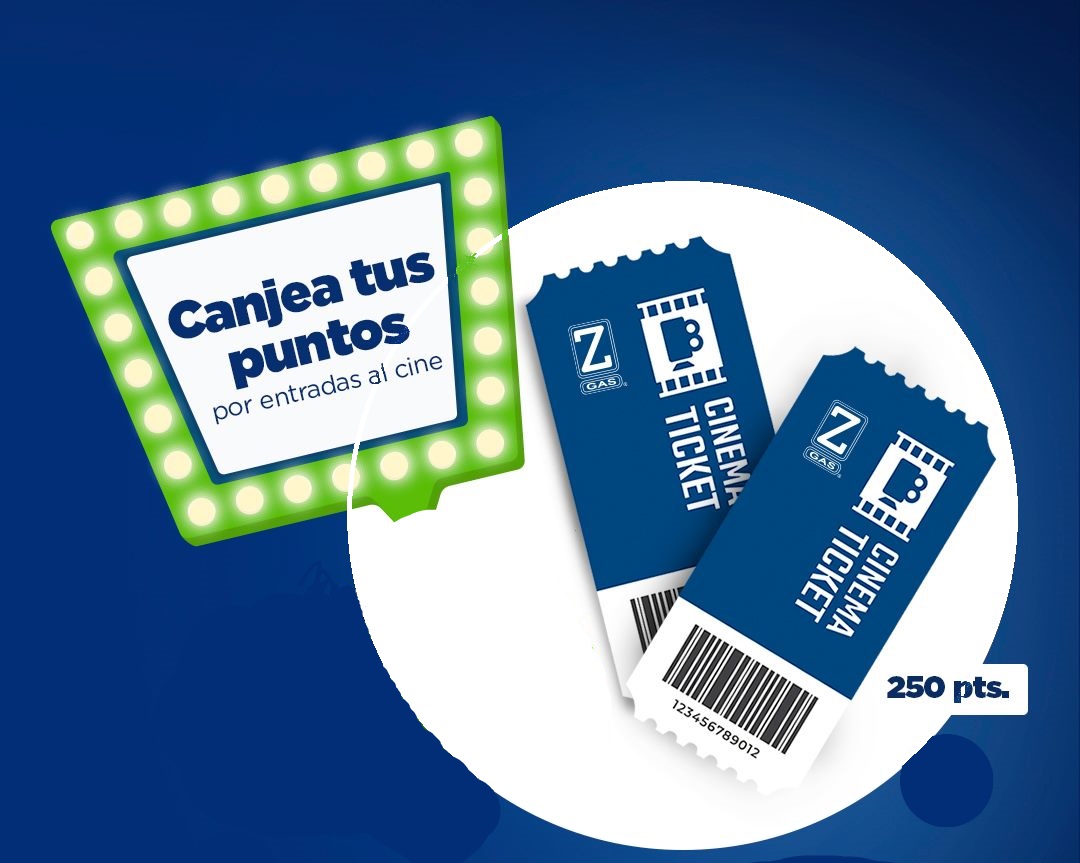 Canjea tus
puntos
por entradas al cine
Z
GAS
CINEMA
TICKET
Z
GAS
CINEMA
TICKET
123456789012
250 pts.